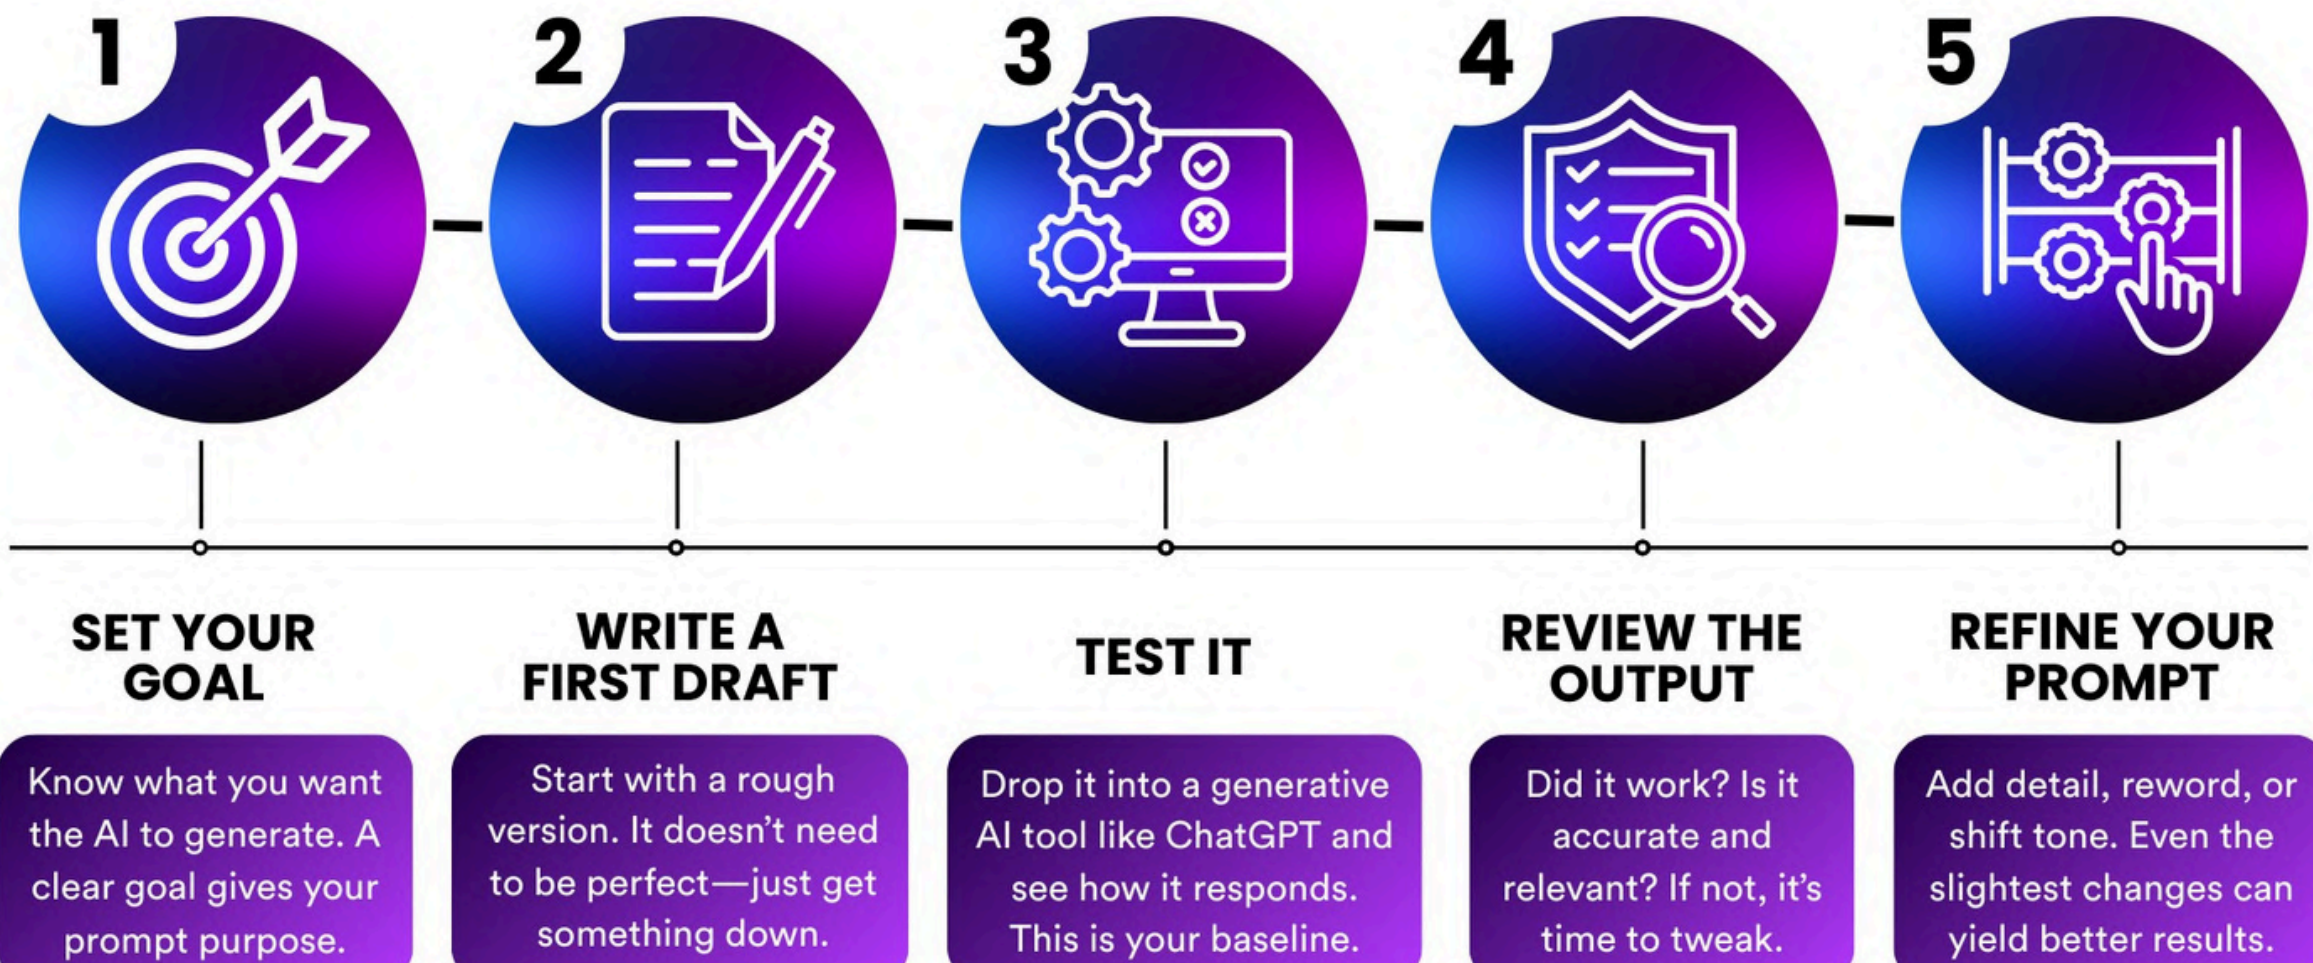 1
2
3
4
5
SET YOUR
GOAL
Know what you want
the AI to generate. A
clear goal gives your
prompt purpose.
WRITE A
FIRST DRAFT
Start with a rough
version. It doesn’t need
to be perfect—just get
something down.
TEST IT
Drop it into a generative
AI tool like ChatGPT and
see how it responds.
This is your baseline.
REVIEW THE
OUTPUT
Did it work? Is it
accurate and
relevant? If not, it’s
time to tweak.
REFINE YOUR
PROMPT
Add detail, reword, or
shift tone. Even the
slightest changes can
yield better results.